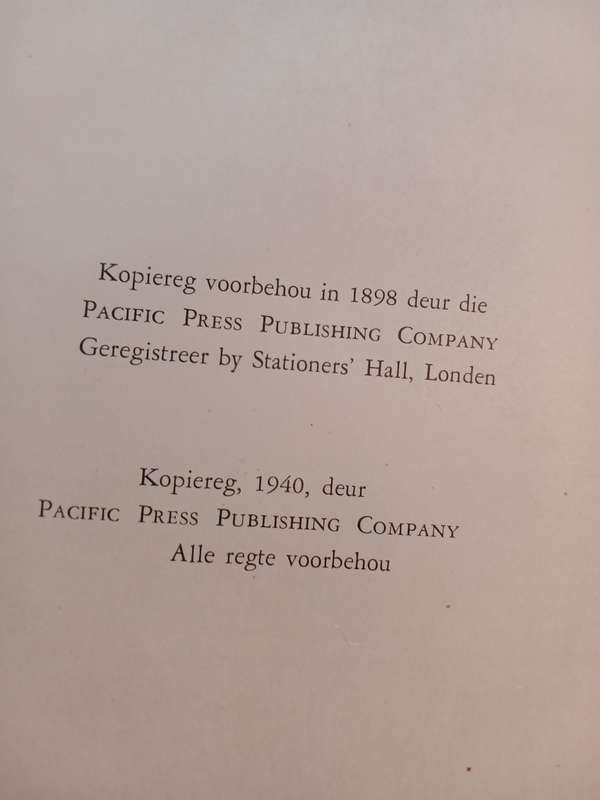 Kopiereg voorbehou in 1898 deur die
PACIFIC PRESS PUBLISHING COMPANY
Geregistreer by Stationers' Hall, Londen
Kopiereg, 1940, deur
PACIFIC PRESS PUBLISHING COMPANY
Alle regte voorbehou